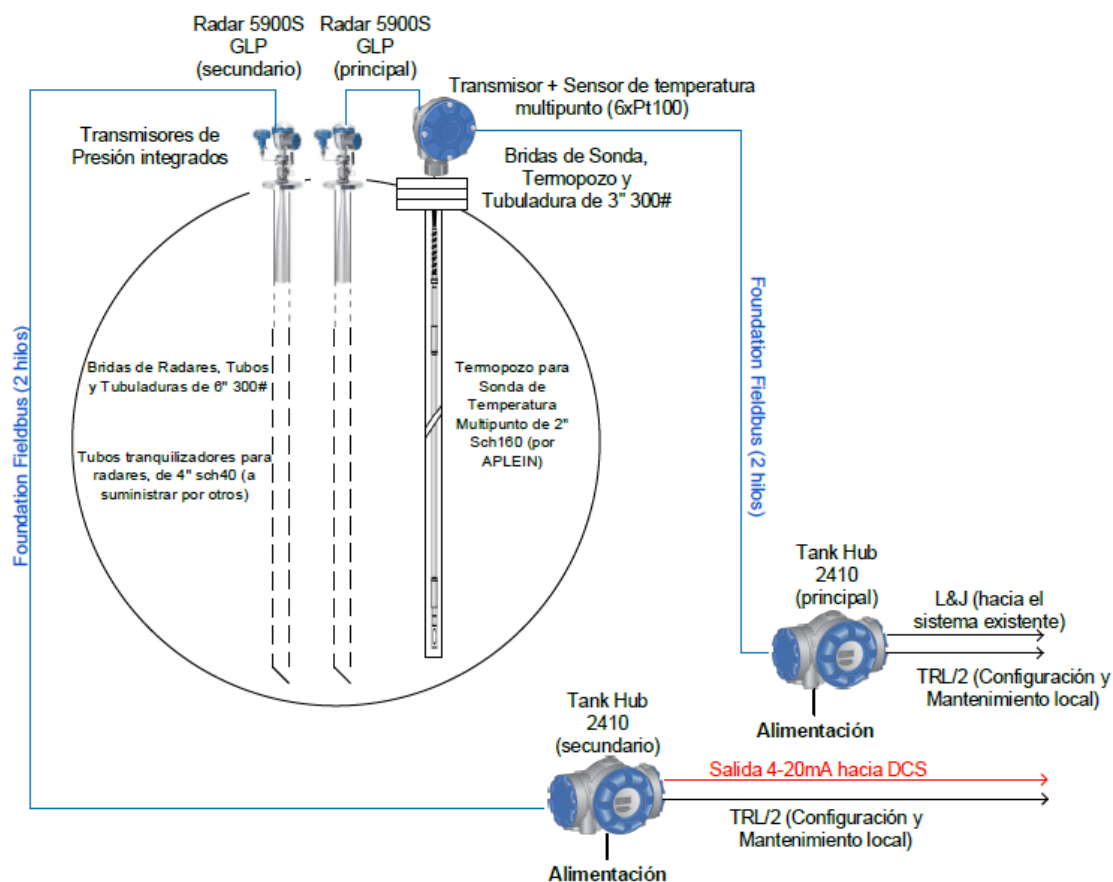 Radar 5900S
GLP
(secundario)
Radar 5900S
GLP
(principal)
Transmisor + Sensor de temperatura
multipunto (6xPt100)
Transmisores de
Presión integrados
Bridas de Sonda,
Termopozo y
Tubuladura de 3" 300#
Foundation Fieldbus (2 hilos)
Foundation Fieldbus (2 hilos)
Bridas de Radares, Tubos
y Tubuladuras de 6" 300#
Termopozo para
Sonda de
Temperatura
Multipunto de 2"
Sch160 (por
APLEIN)
Tubos tranquilizadores para
radares, de 4" sch40 (a
suministrar por otros)
Tank Hub
2410
(principal)
L&J (hacia el
sistema existente)
TRL/2 (Configuración y
Mantenimiento local)
Alimentación
Tank Hub
2410
(secundario)
Salida 4-20mA hacia DCS
TRL/2 (Configuración y
Mantenimiento local)
Alimentación